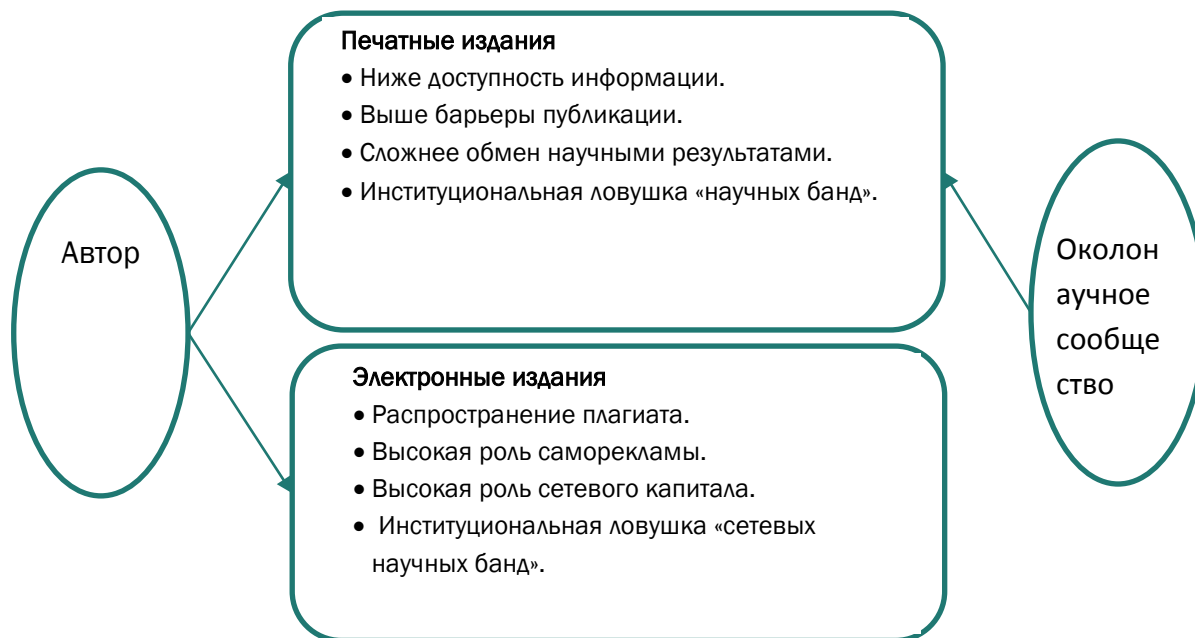 Печатные издания
• Ниже доступность информации.
• Выше барьеры публикации.
• Сложнее обмен научными результатами.
• Институциональная ловушка «научных банд».
Автор
Околон
аучное
сообще
ство
Электронные издания
• Распространение плагиата.
• Высокая роль саморекламы.
• Высокая роль сетевого капитала.
• Институциональная ловушка «сетевых
научных банд».